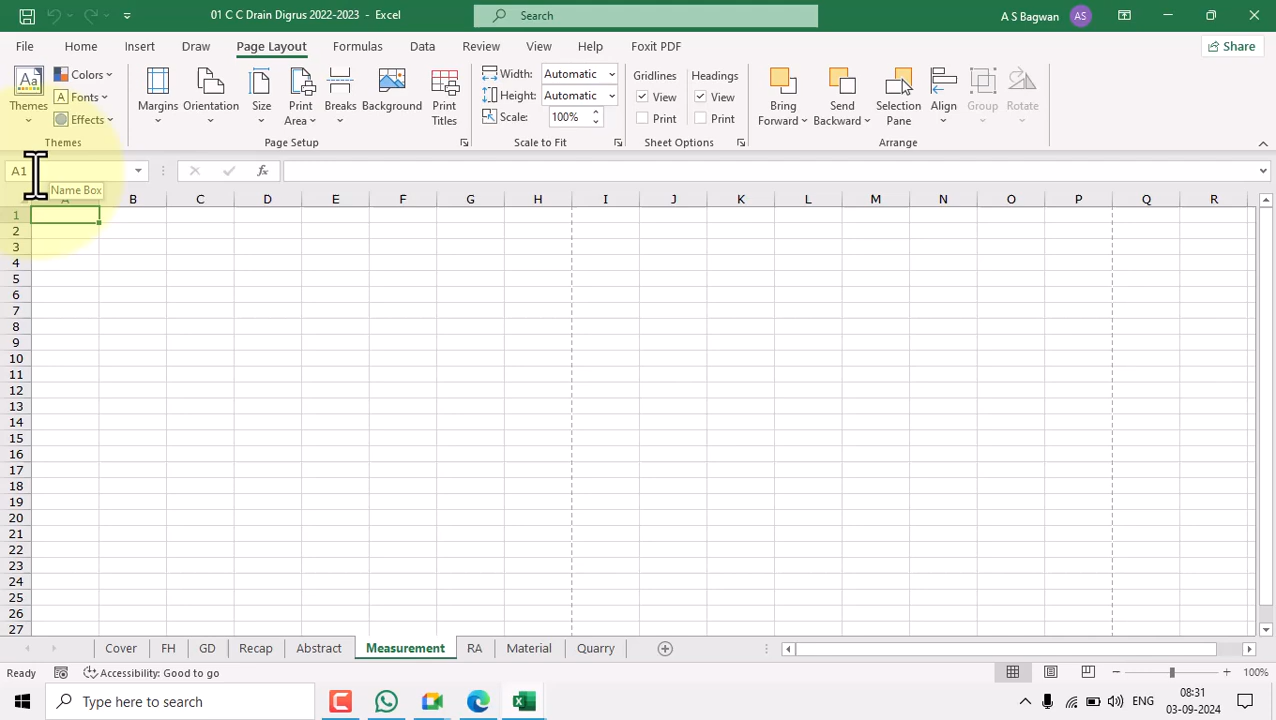 01 C C Drain Digrus 2022-2023 - Excel
Search
A S Bagwan
AS
File
Home
Insert
Draw
Page Layout
Formulas
Data
Review
View
Help
Foxit PDF
Share
Aa
Themes
Colors
A Fonts
Effects
Themes
Margins
Orientation
Size
Print
Area
Breaks
Background
Print
Titles
Page Setup
Width: Automatic
Height: Automatic
Scale: 100%
Scale to Fit
Gridlines
View
Print
Headings
View
Print
Sheet Options
Bring
Forward
Send
Backward
Selection
Pane
Align
Group
Rotate
Arrange
A1
fx
Name Box
A B C D E F G H I J K L M N O P Q R
1
2
3
4
5
6
7
8
9
10
11
12
13
14
15
16
17
18
19
20
21
22
23
24
25
26
27
Cover
FH
GD
Recap
Abstract
Measurement
RA
Material
Quarry
Ready
Accessibility: Good to go
100%
Type here to search
ENG
08:31
03-09-2024